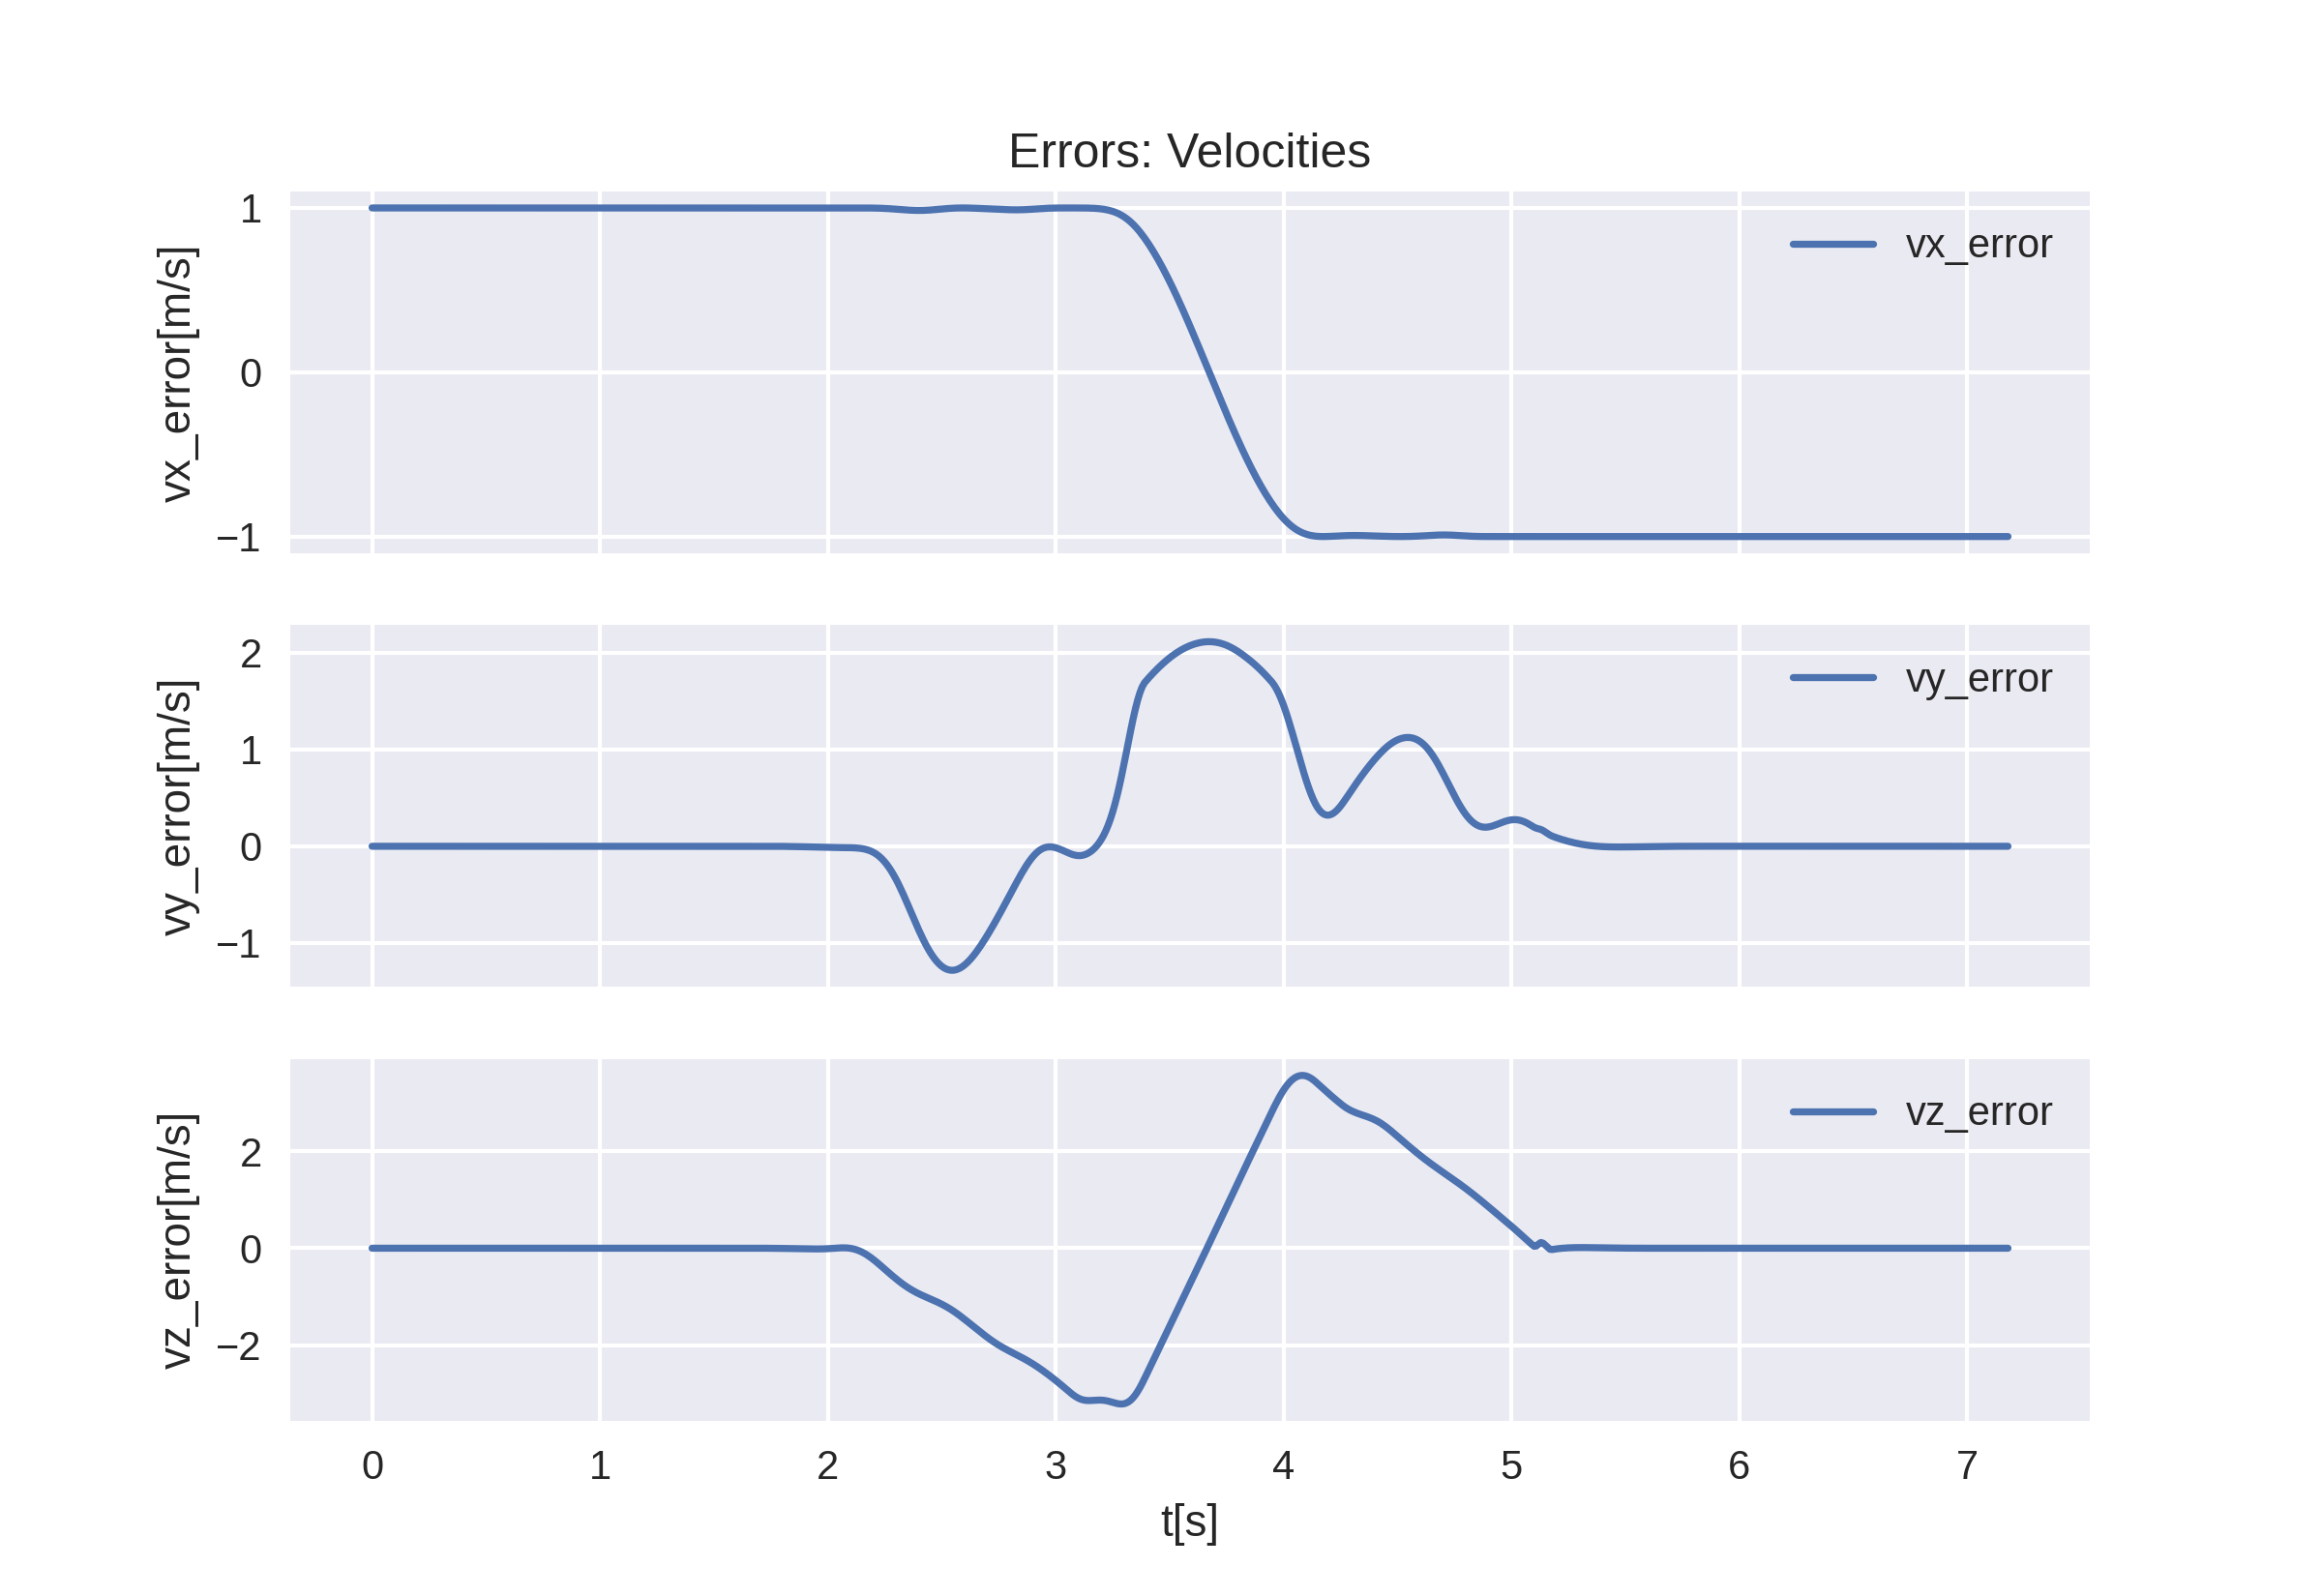 Errors: Velocities
vx_error[m/s]
1
0
−1
vx_error
vy_error[m/s]
2
1
0
−1
vy_error
vz_error[m/s]
2
0
−2
vz_error
0 1 2 3 4 5 6 7
t[s]